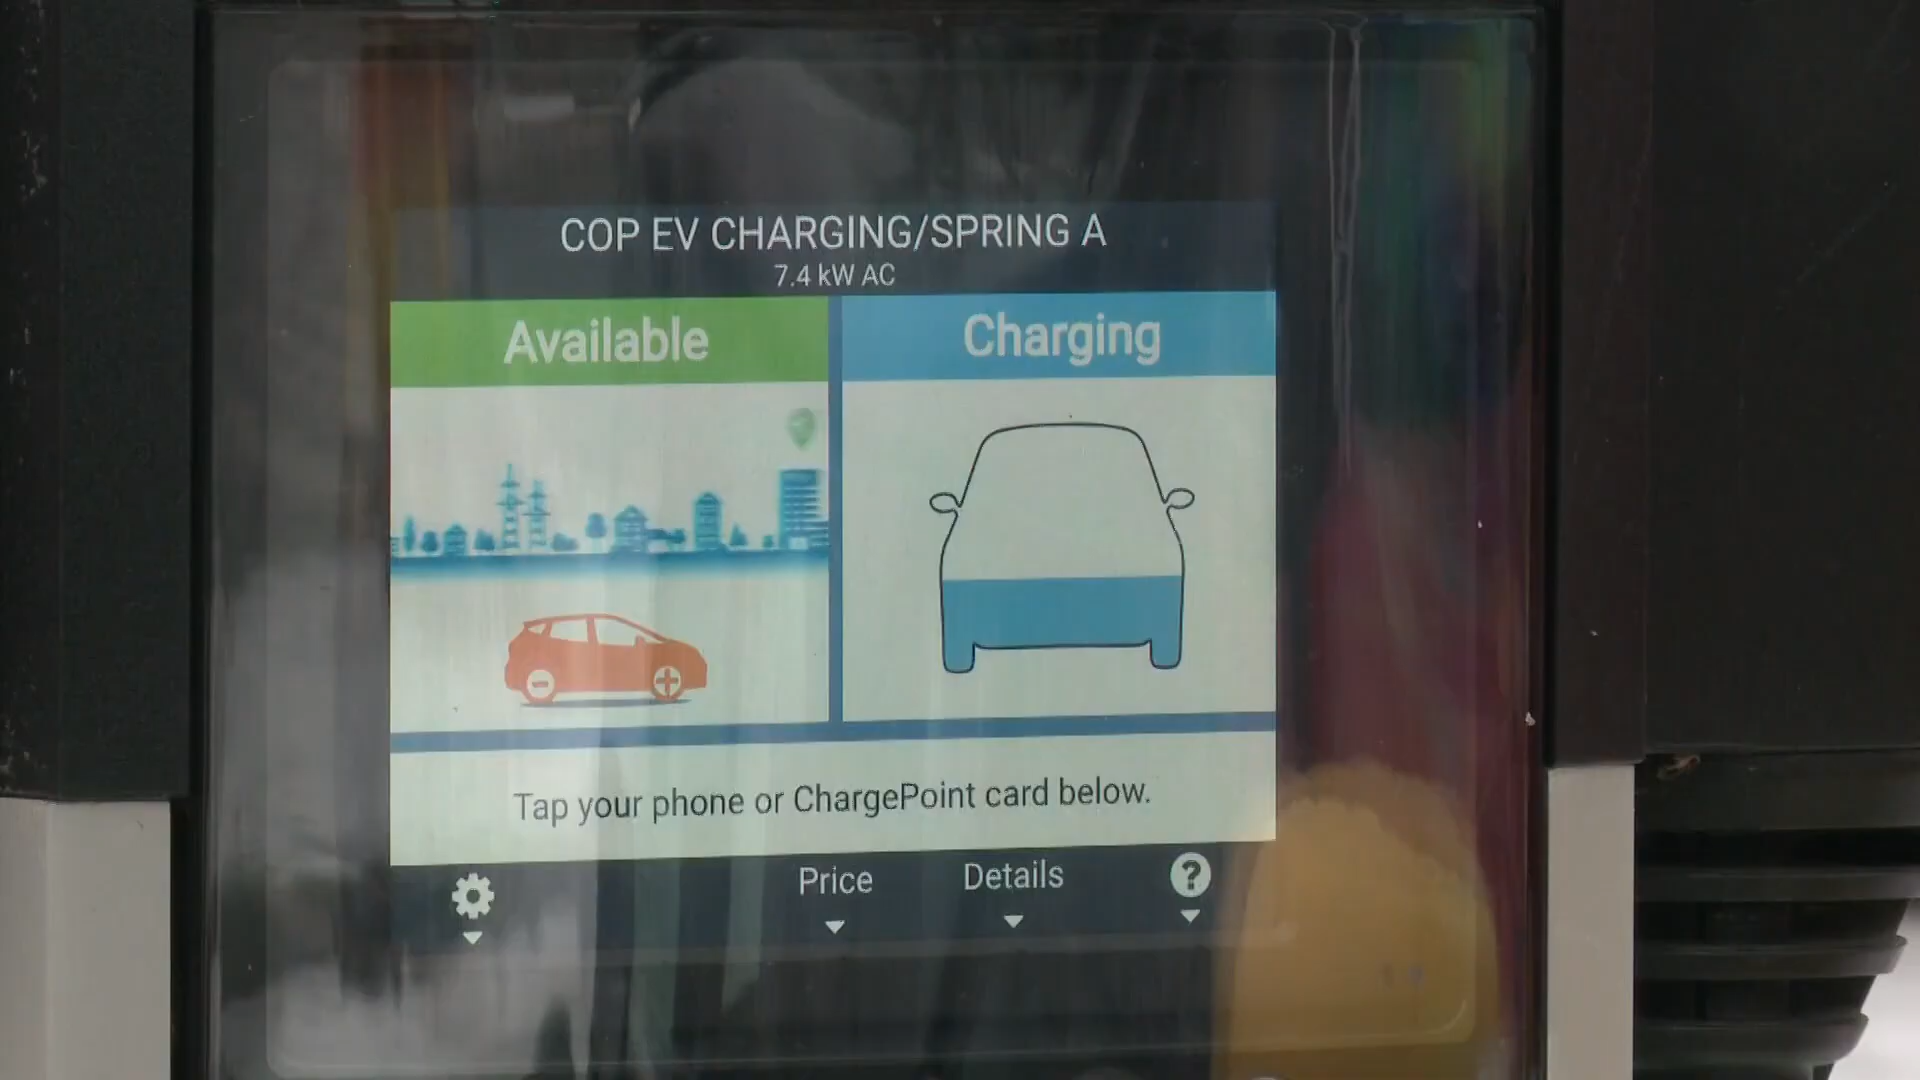 COP EV CHARGING/SPRING A
7.4 kW AC
Available
Charging
Tap your phone or ChargePoint card below.
Price
Details
?